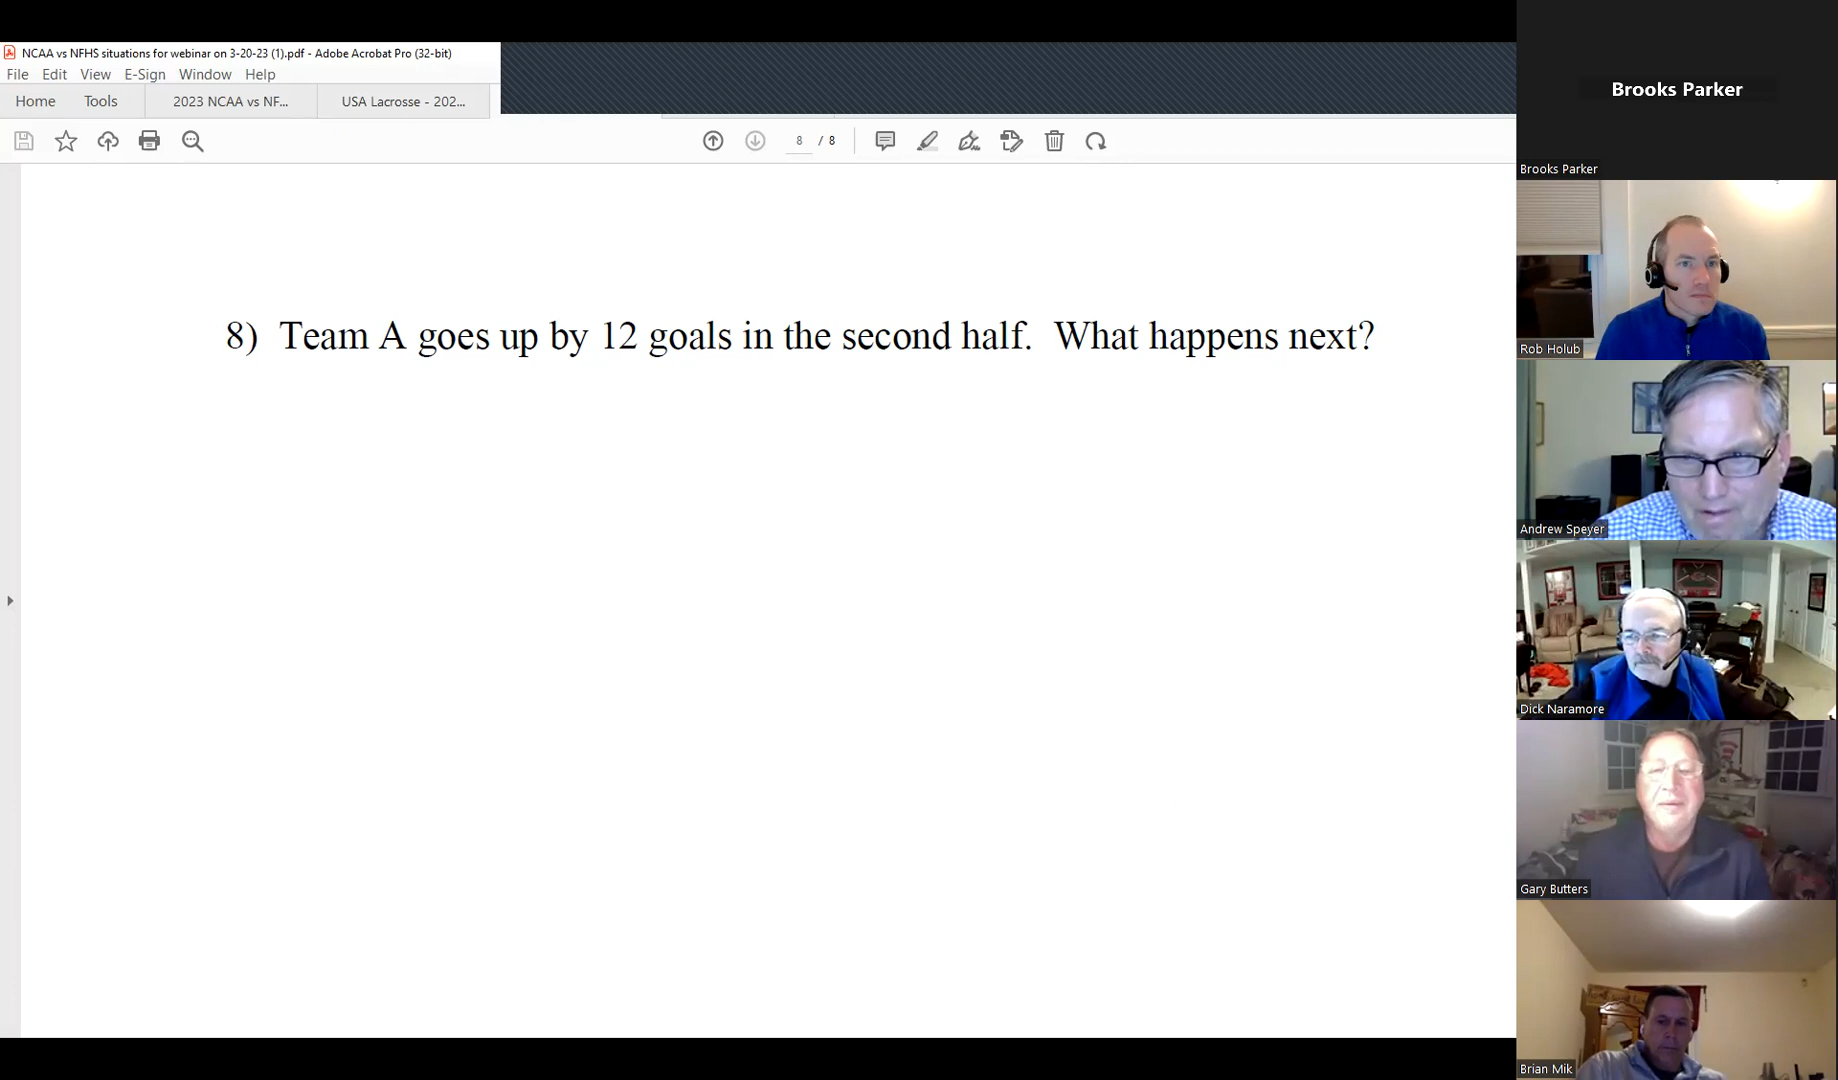 NCAA vs NFHS situations for webinar on 3-20-23 (1).pdf - Adobe Acrobat Pro (32-bit)
File Edit View E-Sign Window Help
Home Tools 2023 NCAA vs NF... USA Lacrosse - 202...
8 / 8
8) Team A goes up by 12 goals in the second half. What happens next?
Brooks Parker
Brooks Parker
Rob Holub
Andrew Speyer
Dick Naramore
Gary Butters
Brian Mik